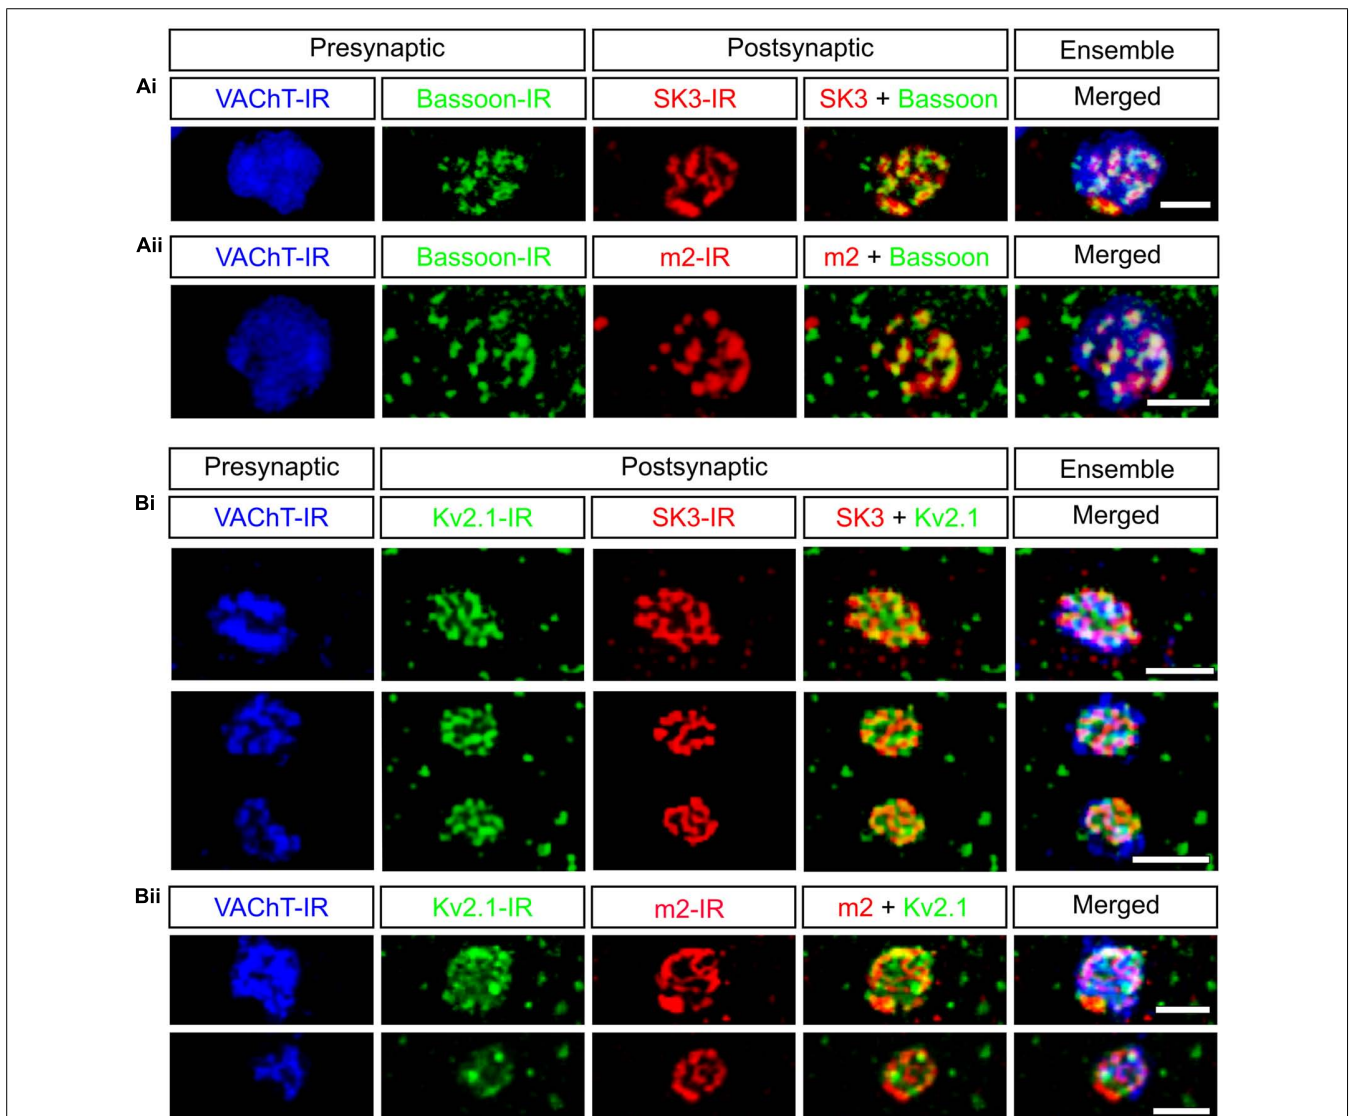 Presynaptic Postsynaptic Ensemble
Ai VAChT-IR Bassoon-IR SK3-IR SK3 + Bassoon Merged
Aii VAChT-IR Bassoon-IR m2-IR m2 + Bassoon Merged
Presynaptic Postsynaptic Ensemble
Bi VAChT-IR Kv2.1-IR SK3-IR SK3 + Kv2.1 Merged
Bii VAChT-IR Kv2.1-IR m2-IR m2 + Kv2.1 Merged